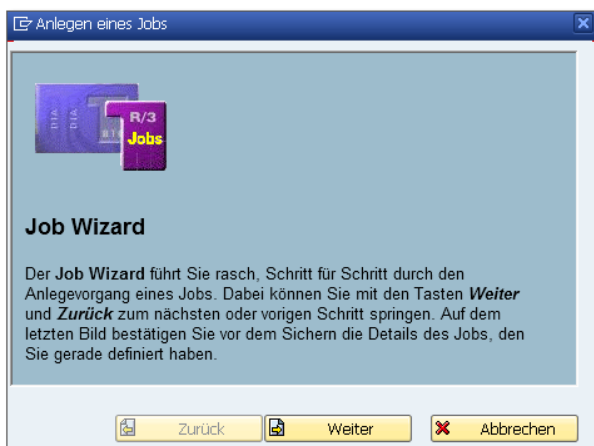 Anlegen eines Jobs
DIA
DIA
BTC
R/3
Jobs
Job Wizard
Der Job Wizard führt Sie rasch, Schritt für Schritt durch den
Anlegevorgang eines Jobs. Dabei können Sie mit den Tasten Weiter
und Zurück zum nächsten oder vorigen Schritt springen. Auf dem
letzten Bild bestätigen Sie vor dem Sichern die Details des Jobs, den
Sie gerade definiert haben.
Zurück Weiter Abbrechen